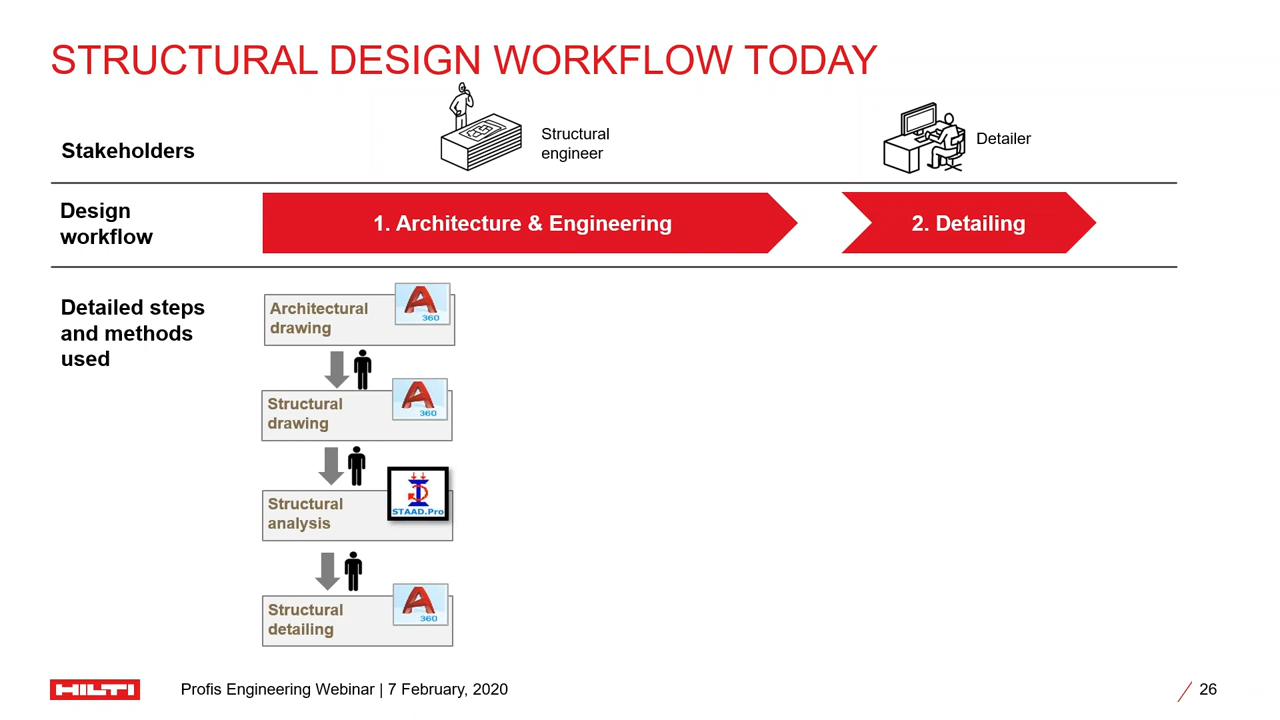 STRUCTURAL DESIGN WORKFLOW TODAY
Stakeholders
Structural
engineer
Detailer
Design
workflow
1. Architecture & Engineering
2. Detailing
Detailed steps
and methods
used
Architectural
drawing
A
360
Structural
drawing
A
360
Structural
analysis
STAAD.Pro
Structural
detailing
A
360
HILTI
Profis Engineering Webinar | 7 February, 2020
26